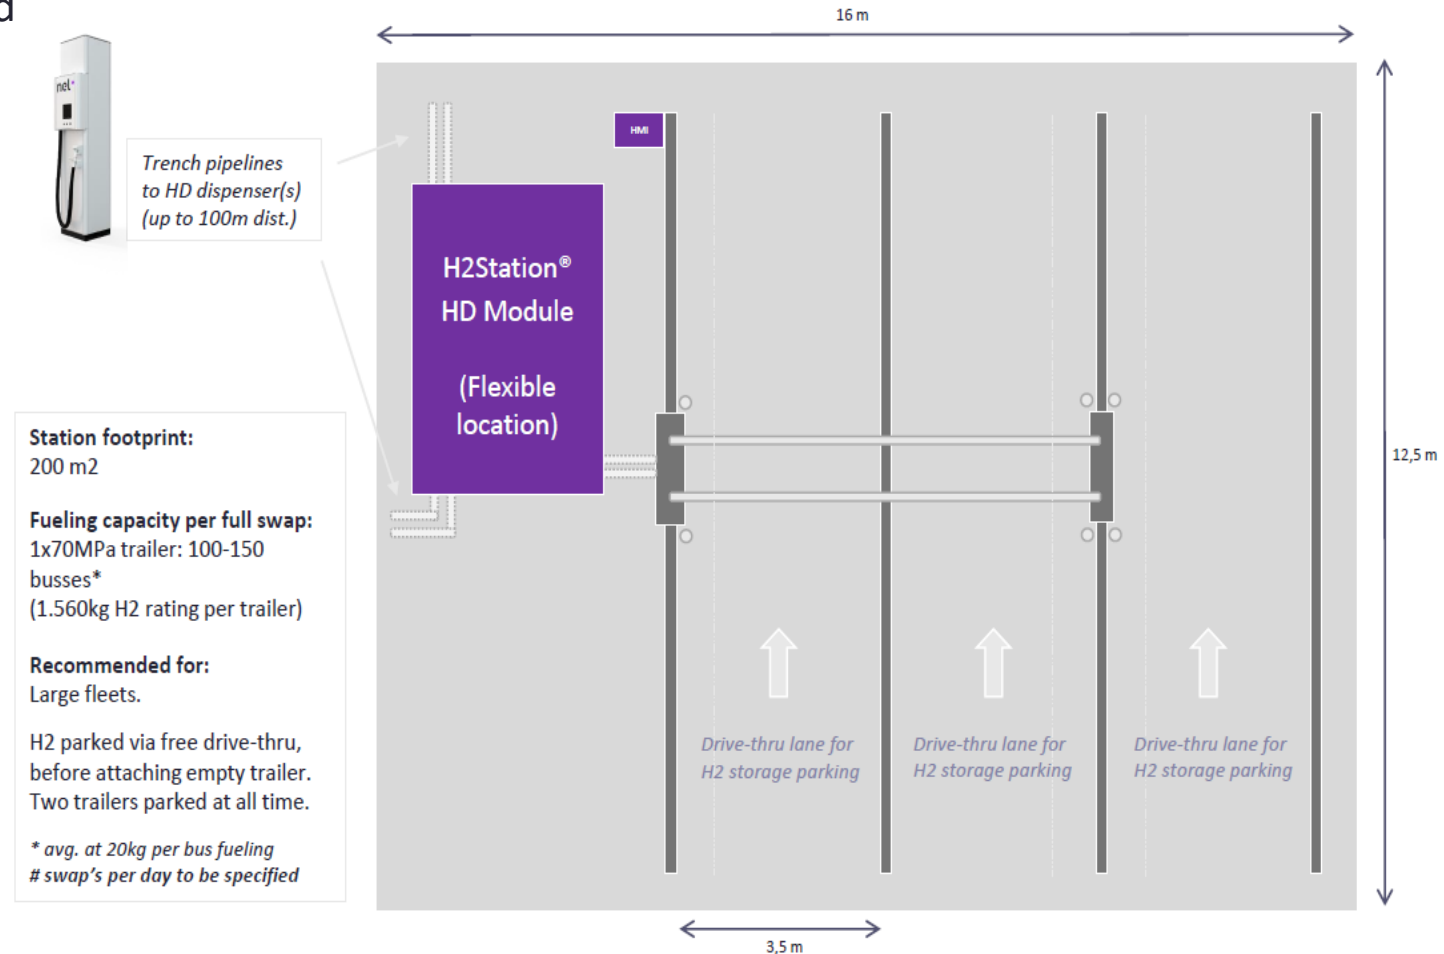 d
16 m
nel
HMI
Trench pipelines
to HD dispenser(s)
(up to 100m dist.)
H2Station®
HD Module
(Flexible
location)
12,5 m
Station footprint:
200 m2
Fueling capacity per full swap:
1x70MPa trailer: 100-150
busses*
(1.560kg H2 rating per trailer)
Recommended for:
Large fleets.
H2 parked via free drive-thru,
before attaching empty trailer.
Two trailers parked at all time.
* avg. at 20kg per bus fueling
# swap's per day to be specified
Drive-thru lane for
H2 storage parking
Drive-thru lane for
H2 storage parking
Drive-thru lane for
H2 storage parking
3,5 m